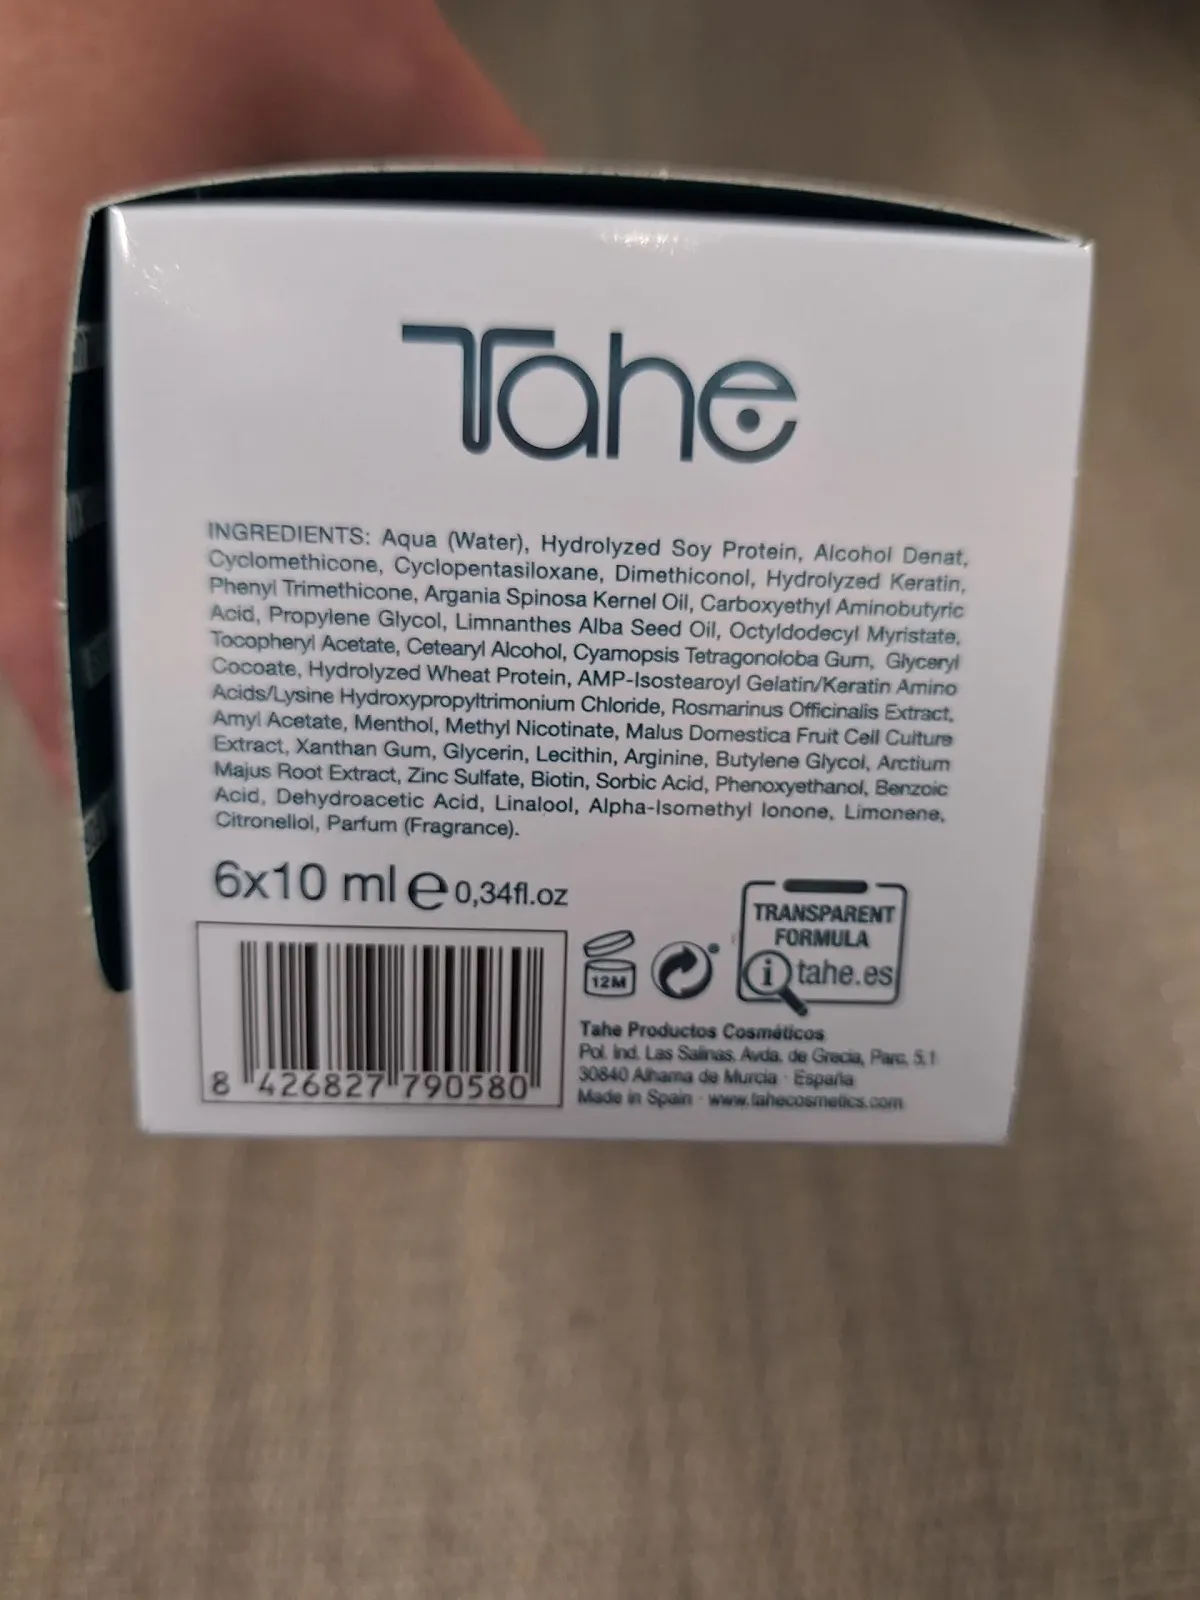 Tahe
INGREDIENTS: Aqua (Water), Hydrolyzed Soy Protein, Alcohol Denat,
Cyclomethicone, Cyclopentasiloxane, Dimethiconol, Hydrolyzed Keratin,
Phenyl Trimethicone, Argania Spinosa Kernel Oil, Carboxyethyl Aminobutyric
Acid, Propylene Glycol, Limnanthes Alba Seed Oil, Octyldodecyl Myristate,
Tocopheryl Acetate, Cetearyl Alcohol, Cyamopsis Tetragonoloba Gum, Glyceryl
Cocoate, Hydrolyzed Wheat Protein, AMP-Isostearoyl Gelatin/Keratin Amino
Acids/Lysine Hydroxypropyltrimonium Chloride, Rosmarinus Officinalis Extract,
Amyl Acetate, Menthol, Methyl Nicotinate, Malus Domestica Fruit Cell Culture
Extract, Xanthan Gum, Glycerin, Lecithin, Arginine, Butylene Glycol, Arctium
Majus Root Extract, Zinc Sulfate, Biotin, Sorbic Acid, Phenoxyethanol, Benzoic
Acid, Dehydroacetic Acid, Linalool, Alpha-Isomethyl Ionone, Limonene,
Citronellol, Parfum (Fragrance).
6x10 ml e 0,34fl.oz
TRANSPARENT
FORMULA
i tahe.es
12M
8 426827 790580
Tahe Productos Cosméticos
Pol. Ind. Las Salinas, Avda. de Grecia, Parc. 5.1
30840 Alhama de Murcia · España
Made in Spain · www.tahecosmetics.com